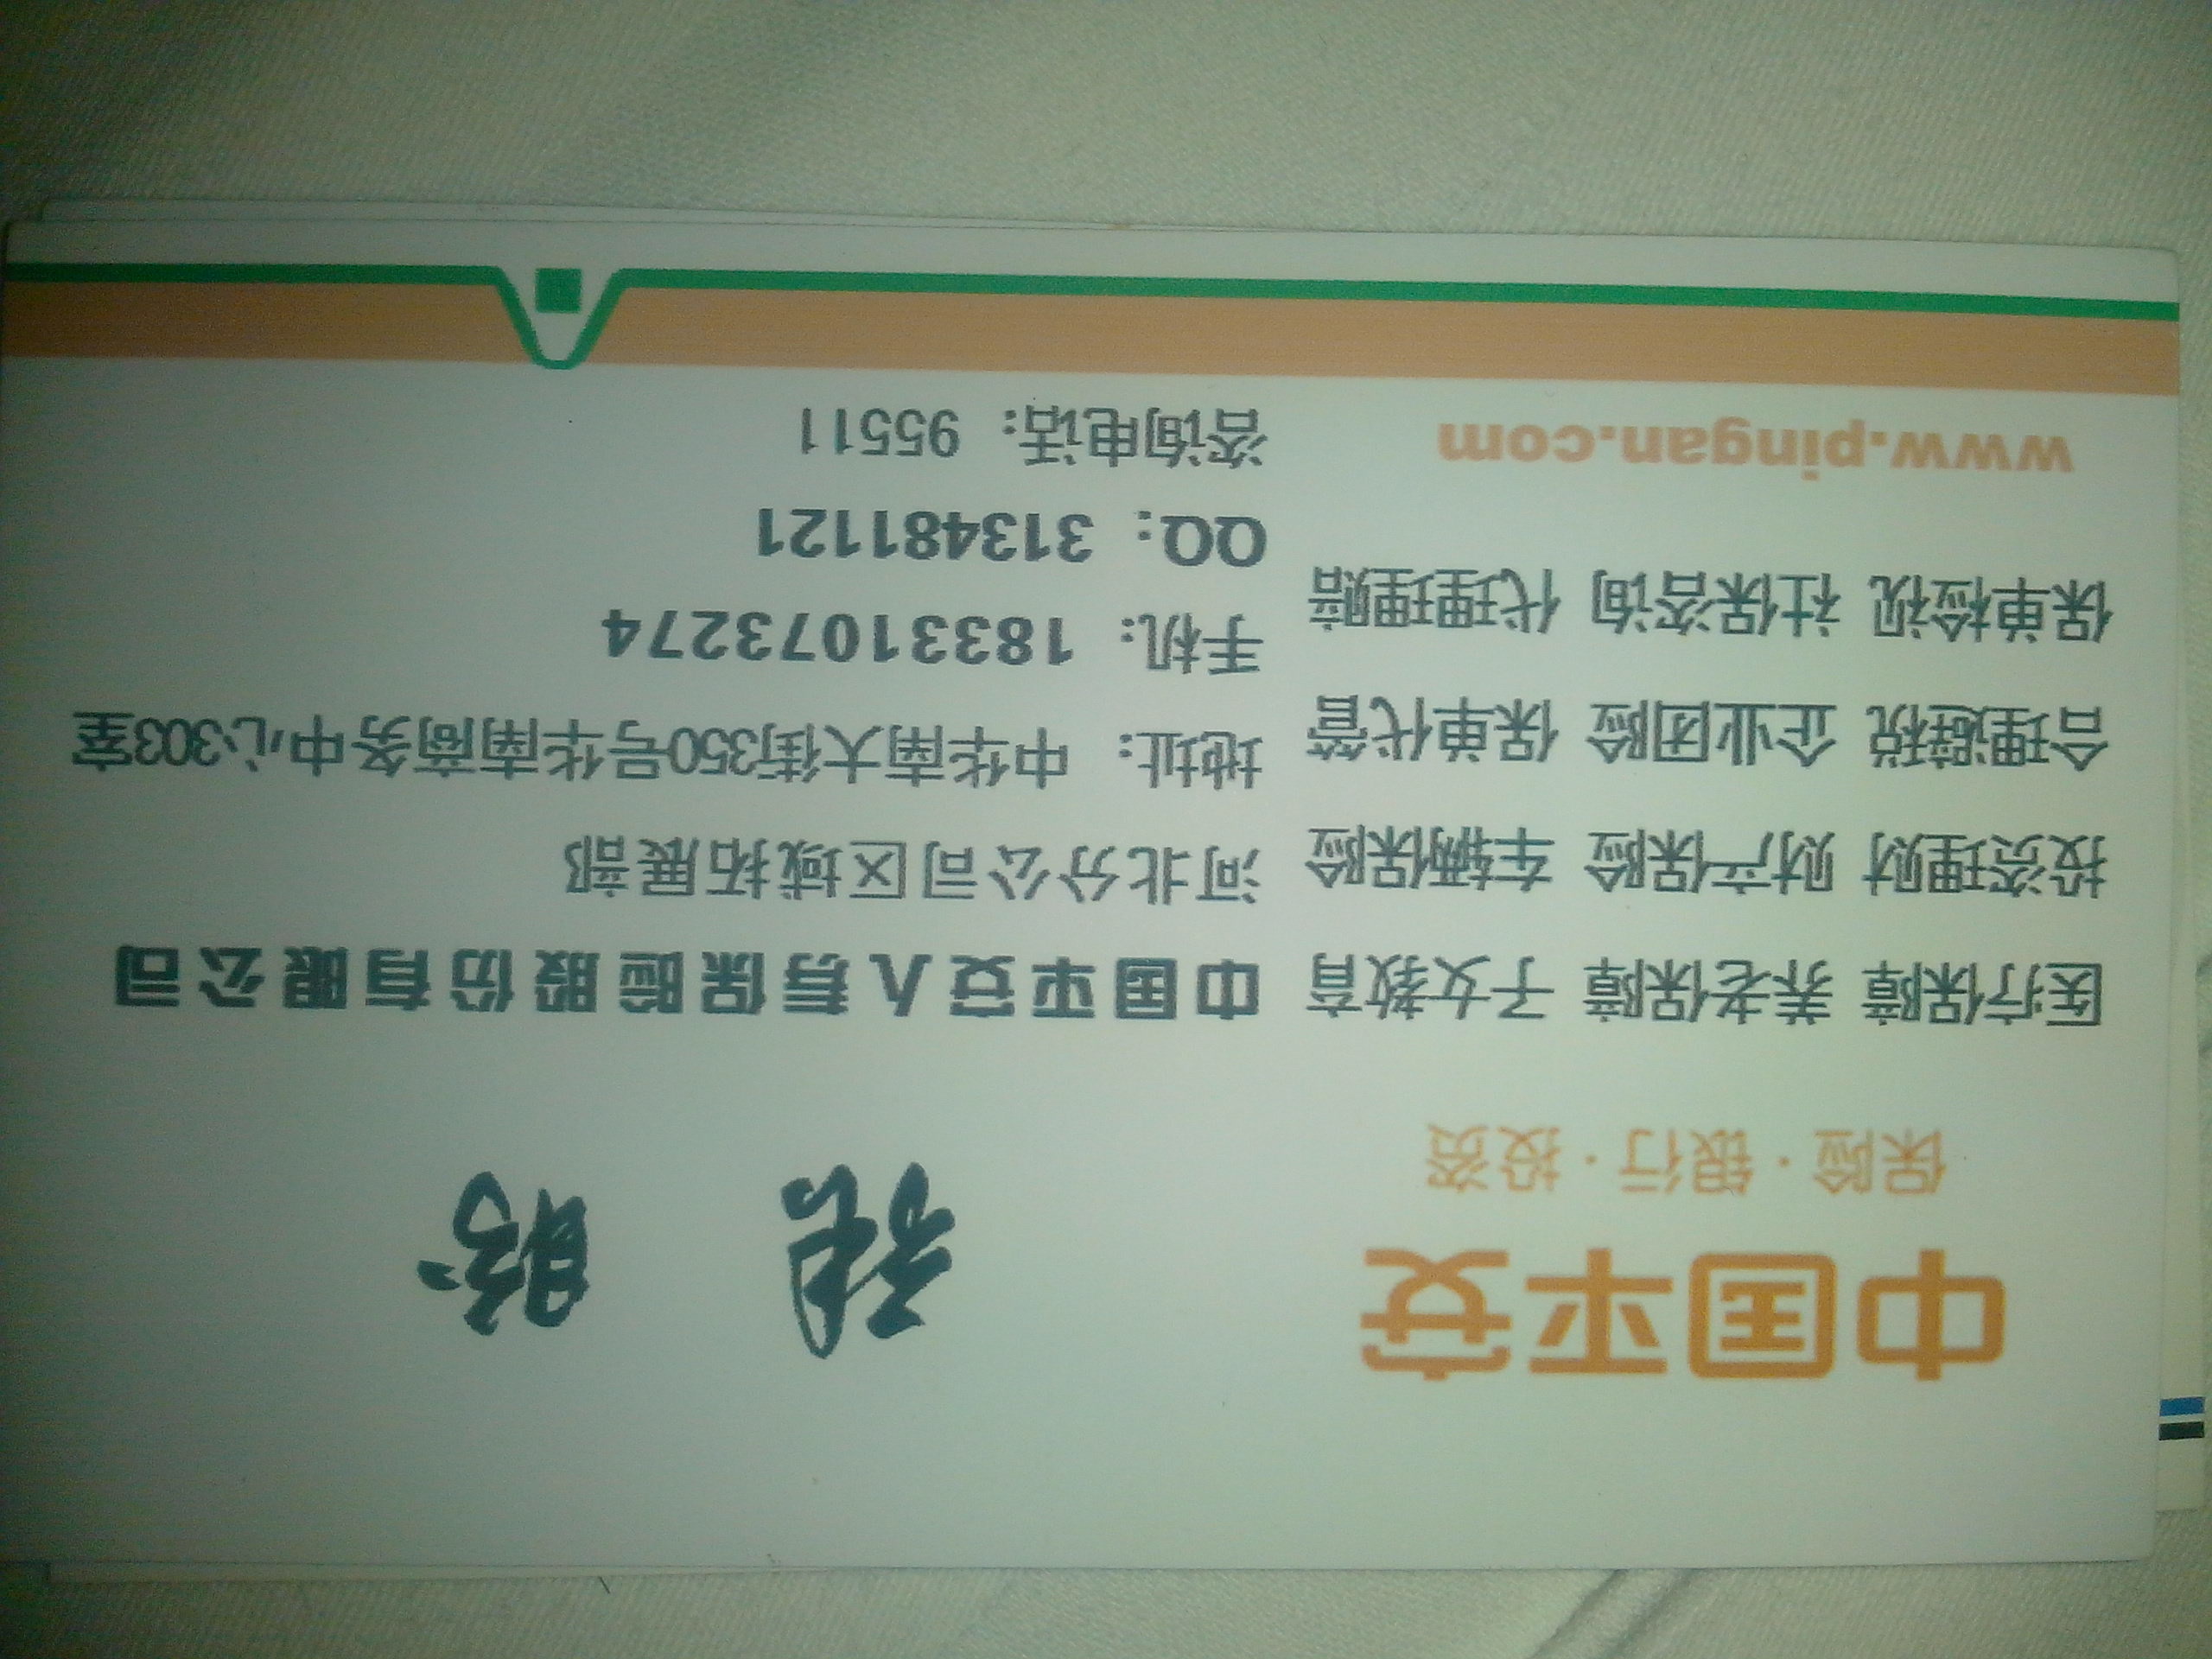 中国平安
保险·银行·投资
医疗保障 养老保障 子女教育
投资理财 财产保险 车辆保险
合理避税 企业团险 保单代管
保单检视 社保咨询 代理理赔
www.pingan.com
中国平安人寿保险股份有限公司
河北分公司区域拓展部
地址：中华南大街350号华南商务中心303室
手机：18331073274
QQ：313481121
咨询电话：95511